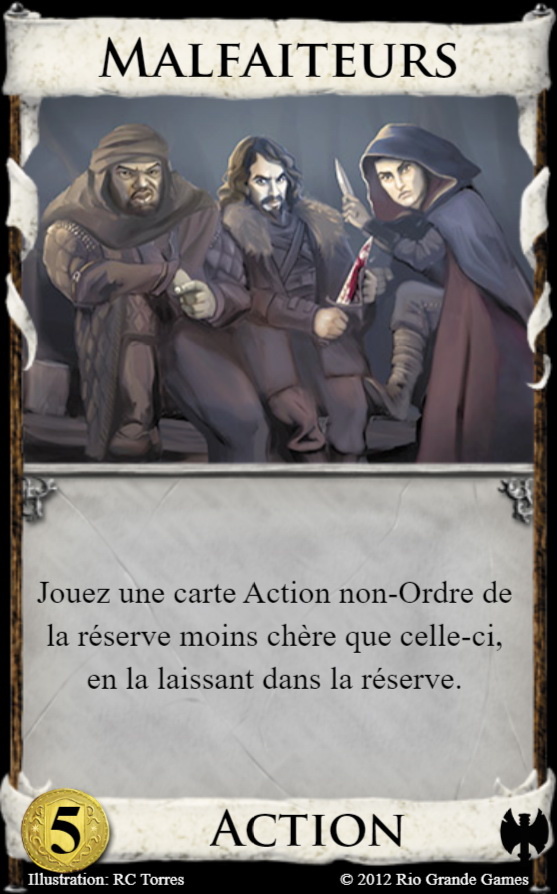 MALFAITEURS
Jouez une carte Action non-Ordre de
la réserve moins chère que celle-ci,
en la laissant dans la réserve.
5
ACTION
Illustration: RC Torres
© 2012 Rio Grande Games